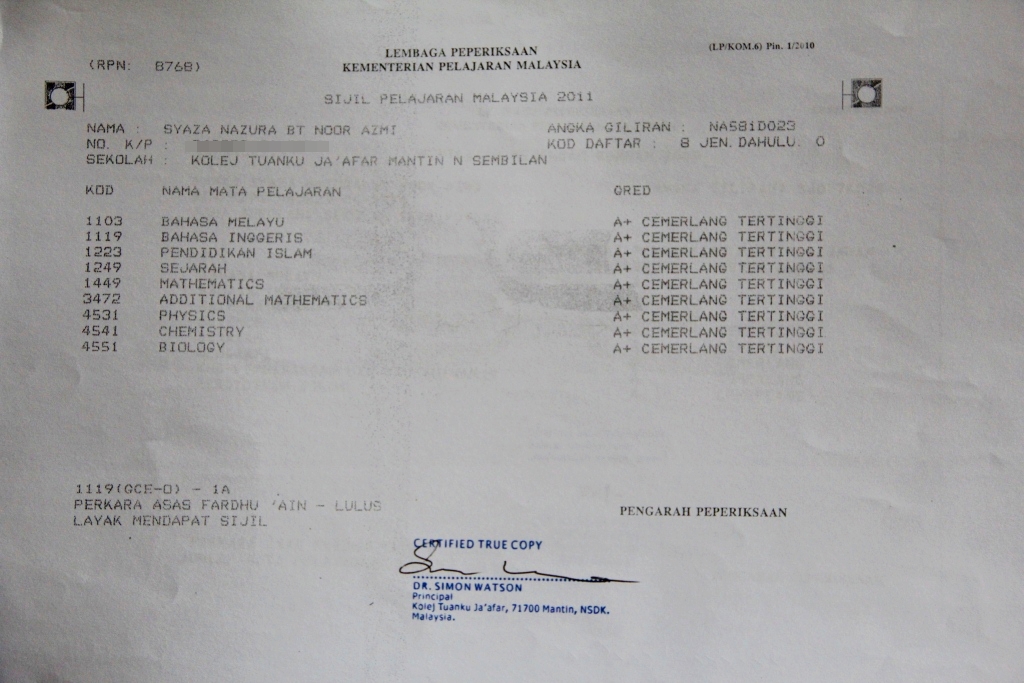 (RPN: 8768)
LEMBAGA PEPERIKSAAN
KEMENTERIAN PELAJARAN MALAYSIA
(LP/KOM.6) Pin. 1/2010
SIJIL PELAJARAN MALAYSIA 2011
NAMA : SYAZA NAZURA BT NOOR AZMI ANGKA GILIRAN : NA581D023
NO. K/P : KOD DAFTAR : 8 JEN.DAHULU. 0
SEKOLAH : KOLEJ TUANKU JA'AFAR MANTIN N SEMBILAN
KOD NAMA MATA PELAJARAN GRED
1103 BAHASA MELAYU A+ CEMERLANG TERTINGGI
1119 BAHASA INGGERIS A+ CEMERLANG TERTINGGI
1223 PENDIDIKAN ISLAM A+ CEMERLANG TERTINGGI
1249 SEJARAH A+ CEMERLANG TERTINGGI
1449 MATHEMATICS A+ CEMERLANG TERTINGGI
3472 ADDITIONAL MATHEMATICS A+ CEMERLANG TERTINGGI
4531 PHYSICS A+ CEMERLANG TERTINGGI
4541 CHEMISTRY A+ CEMERLANG TERTINGGI
4551 BIOLOGY A+ CEMERLANG TERTINGGI
1119(GCE-O) - 1A
PERKARA ASAS FARDHU 'AIN - LULUS
LAYAK MENDAPAT SIJIL
PENGARAH PEPERIKSAAN
CERTIFIED TRUE COPY
DR. SIMON WATSON
Principal
Kolej Tuanku Ja'afar, 71700 Mantin, NSDK.
Malaysia.